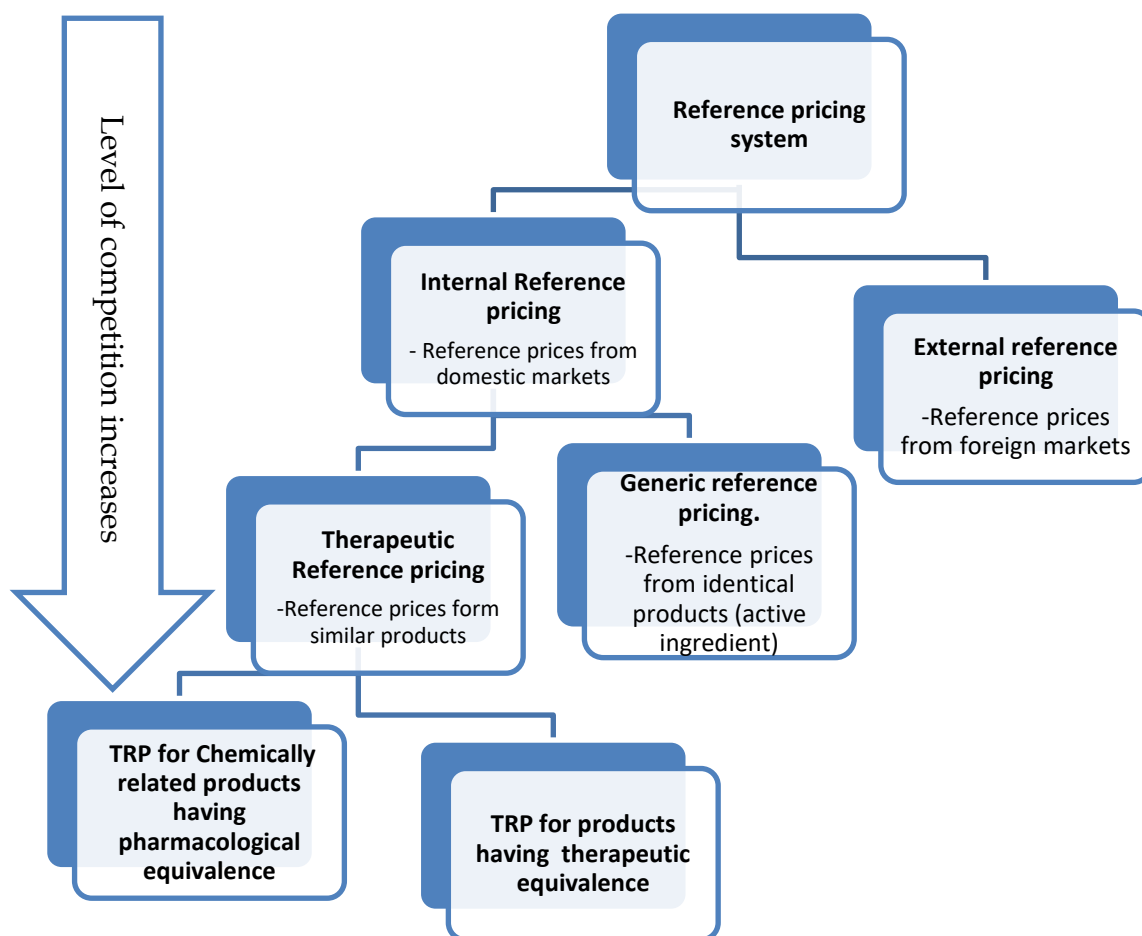 Level of competition increases
Reference pricing
system
Internal Reference
pricing
- Reference prices from
domestic markets
External reference
pricing
-Reference prices
from foreign markets
Therapeutic
Reference pricing
-Reference prices form
similar products
Generic reference
pricing.
-Reference prices
from identical
products (active
ingredient)
TRP for Chemically
related products
having
pharmacological
equivalence
TRP for products
having therapeutic
equivalence